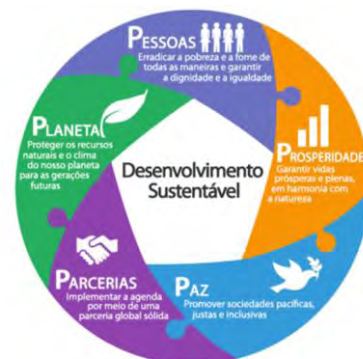 PESSOAS
Erradicar a pobreza e a fome de
todas as maneiras e garantir
a dignidade e a igualdade
PLANETA
Proteger os recursos
naturais e o clima
do nosso planeta
para as gerações
futuras
PROSPERIDADE
Garantir vidas
prósperas e plenas,
em harmonia com
a natureza
Desenvolvimento
Sustentável
PARCERIAS
Implementar a agenda
por meio de uma
parceria global sólida
PAZ
Promover sociedades pacíficas,
justas e inclusivas